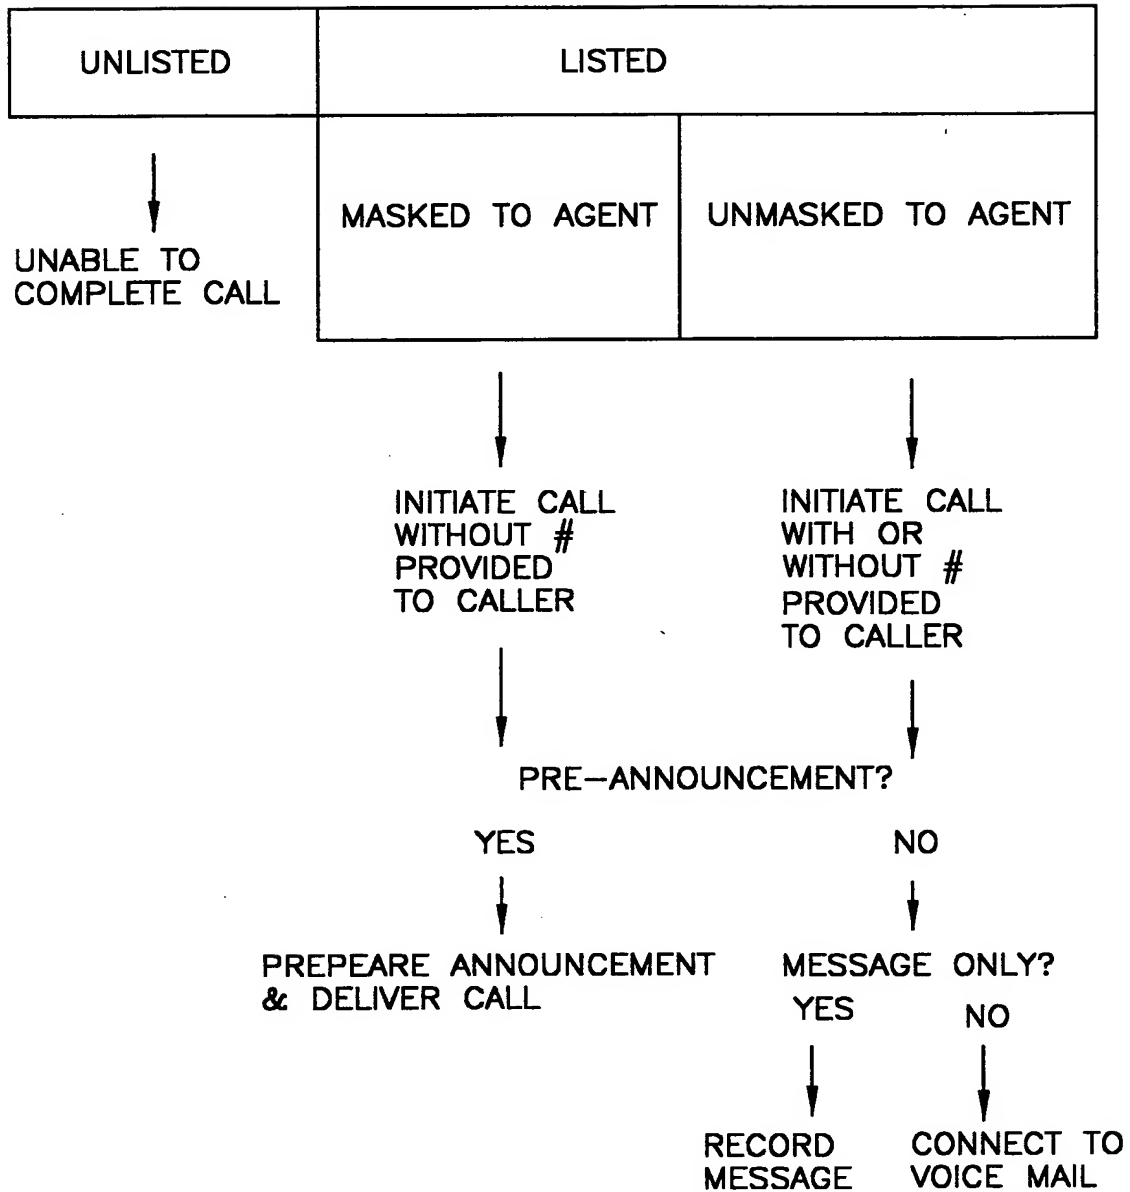 UNLISTED
LISTED
MASKED TO AGENT
UNMASKED TO AGENT
UNABLE TO
COMPLETE CALL
INITIATE CALL
WITHOUT #
PROVIDED
TO CALLER
INITIATE CALL
WITH OR
WITHOUT #
PROVIDED
TO CALLER
PRE–ANNOUNCEMENT?
YES
NO
PREPEARE ANNOUNCEMENT
& DELIVER CALL
MESSAGE ONLY?
YES
NO
RECORD
MESSAGE
CONNECT TO
VOICE MAIL